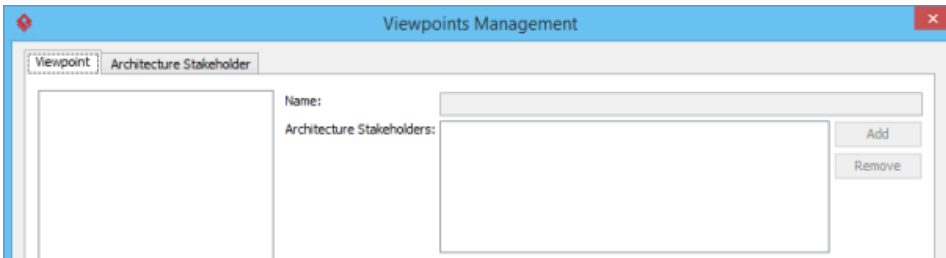 Viewpoints Management
Viewpoint Architecture Stakeholder
Name:
Architecture Stakeholders:
Add
Remove